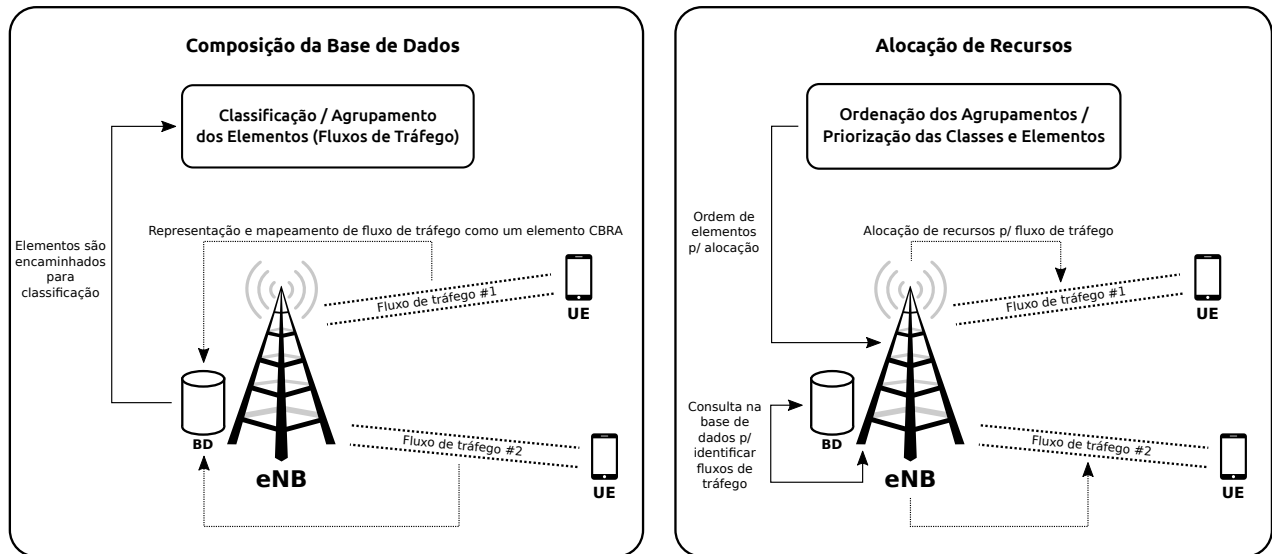 Composição da Base de Dados
Classificação / Agrupamento
dos Elementos (Fluxos de Tráfego)
Representação e mapeamento de fluxo de tráfego como um elemento CBRA
Elementos são
encaminhados
para
classificação
Fluxo de tráfego #1
UE
BD
eNB
Fluxo de tráfego #2
UE
Alocação de Recursos
Ordenação dos Agrupamentos /
Priorização das Classes e Elementos
Ordem de
elementos
p/ alocação
Alocação de recursos p/ fluxo de tráfego
Fluxo de tráfego #1
UE
Consulta na
base de
dados p/
identificar
fluxos de
tráfego
BD
eNB
Fluxo de tráfego #2
UE